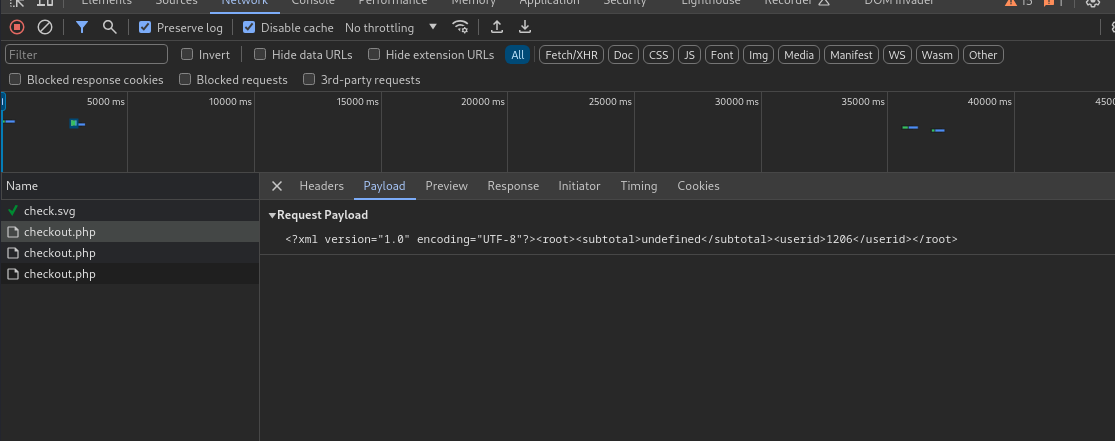 Elements Sources Network Console Performance Memory Application Security Lighthouse Recorder DOM Invader 1
Preserve log Disable cache No throttling
Filter Invert Hide data URLs Hide extension URLs All Fetch/XHR Doc CSS JS Font Img Media Manifest WS Wasm Other
Blocked response cookies Blocked requests 3rd-party requests
5000 ms 10000 ms 15000 ms 20000 ms 25000 ms 30000 ms 35000 ms 40000 ms 4500
Name Headers Payload Preview Response Initiator Timing Cookies
check.svg
Request Payload
checkout.php
<?xml version="1.0" encoding="UTF-8"?><root><subtotal>undefined</subtotal><userid>1206</userid></root>
checkout.php
checkout.php